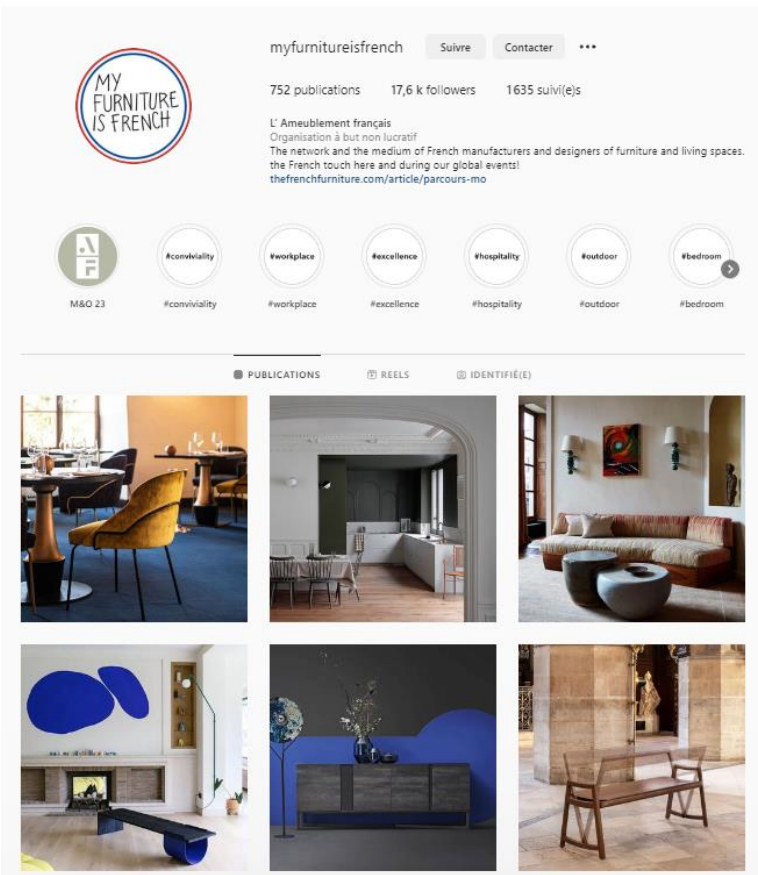 MY
FURNITURE
IS FRENCH
myfurnitureisfrench Suivre Contacter •••
752 publications 17,6 k followers 1635 suivi(e)s
L' Ameublement français
Organisation à but non lucratif
The network and the medium of French manufacturers and designers of furniture and living spaces.
the French touch here and during our global events!
thefrenchfurniture.com/article/parcours-mo
AF #conviviality #workplace #excellence #hospitality #outdoor #bedroom
M&O 23 #conviviality #workplace #excellence #hospitality #outdoor #bedroom
PUBLICATIONS REELS IDENTIFIÉ(E)